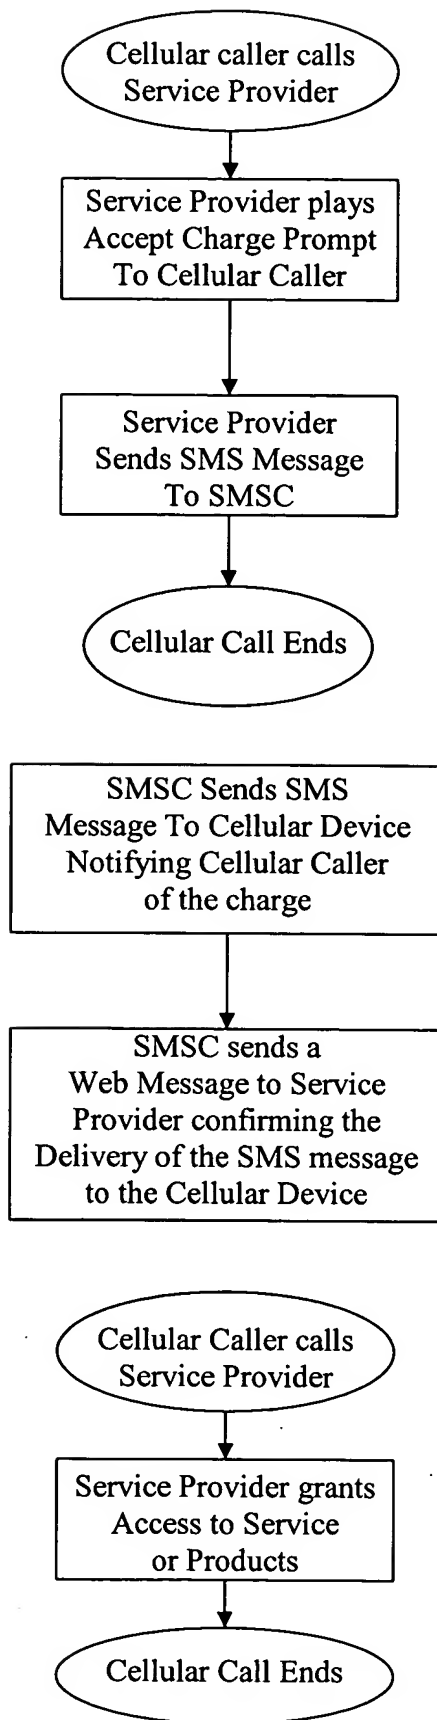 Cellular caller calls
Service Provider
Service Provider plays
Accept Charge Prompt
To Cellular Caller
Service Provider
Sends SMS Message
To SMSC
Cellular Call Ends
SMSC Sends SMS
Message To Cellular Device
Notifying Cellular Caller
of the charge
SMSC sends a
Web Message to Service
Provider confirming the
Delivery of the SMS message
to the Cellular Device
Cellular Caller calls
Service Provider
Service Provider grants
Access to Service
or Products
Cellular Call Ends